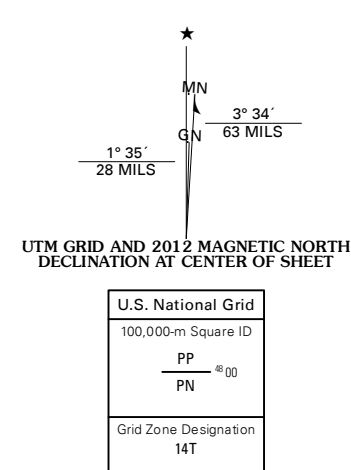 ★
MN
3° 34´
63 MILS
GN
1° 35´
28 MILS
UTM GRID AND 2012 MAGNETIC NORTH
DECLINATION AT CENTER OF SHEET
U.S. National Grid
100,000-m Square ID
PP
48 00
PN
Grid Zone Designation
14T